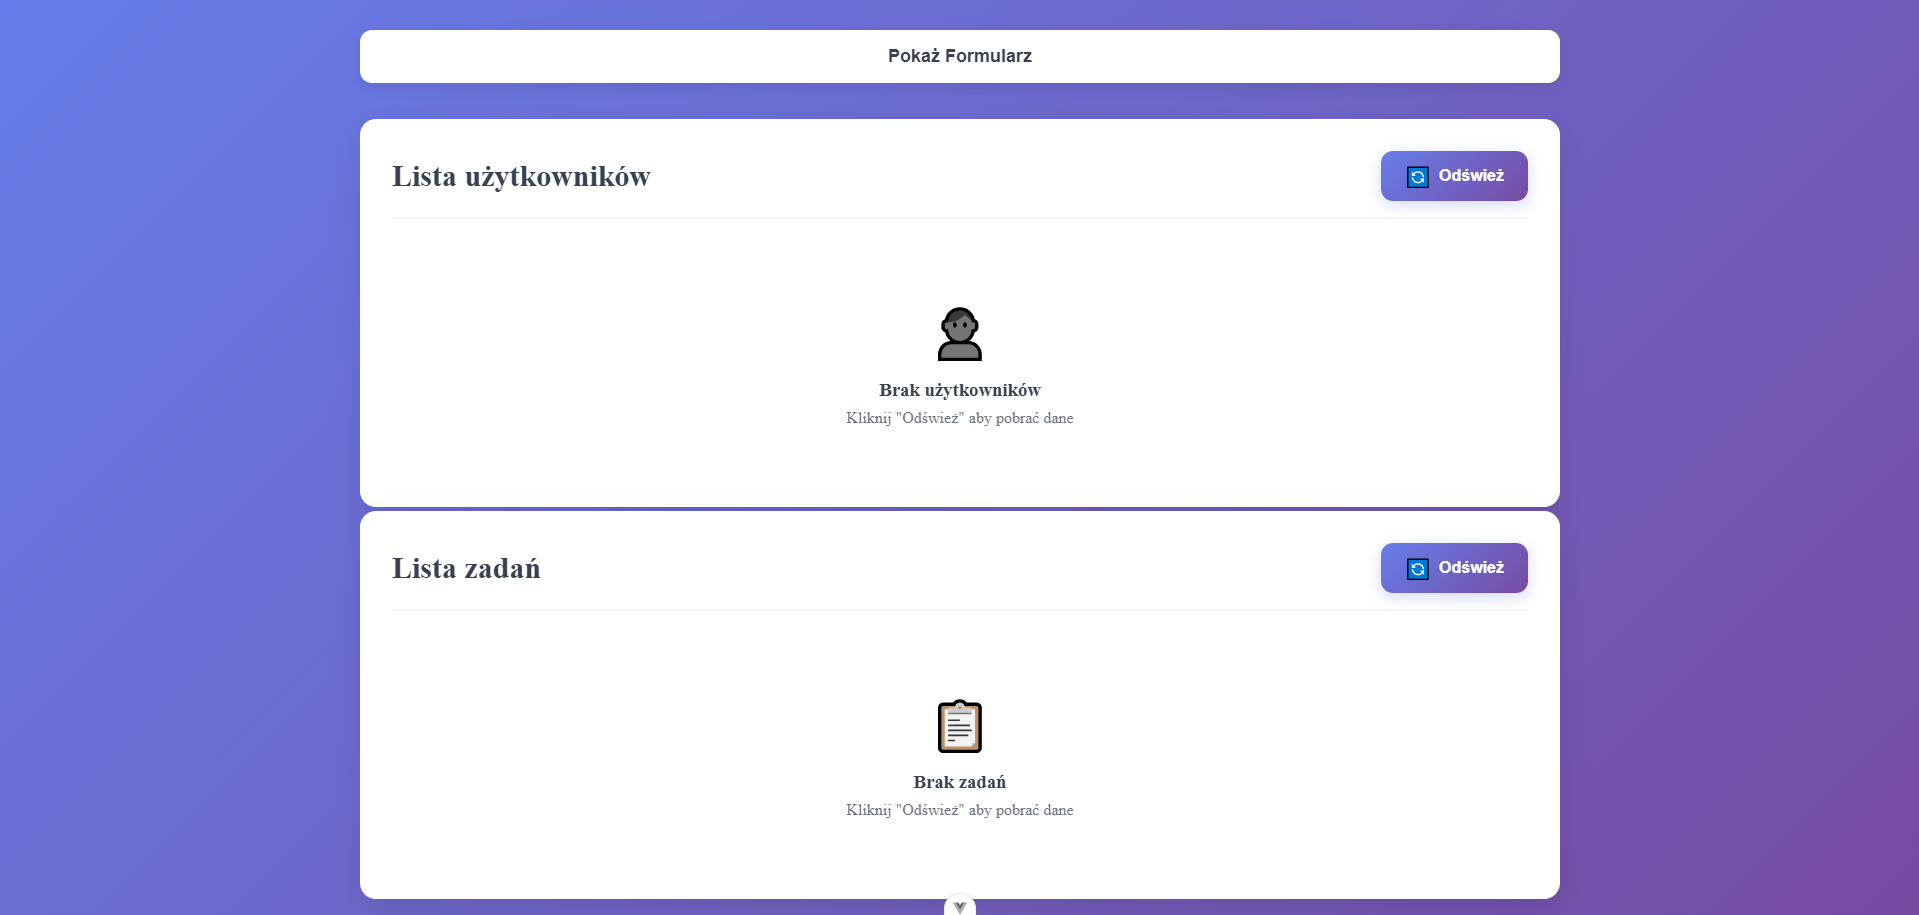 Pokaż Formularz
Lista użytkowników
Odśwież
Brak użytkowników
Kliknij "Odśwież" aby pobrać dane
Lista zadań
Odśwież
Brak zadań
Kliknij "Odśwież" aby pobrać dane